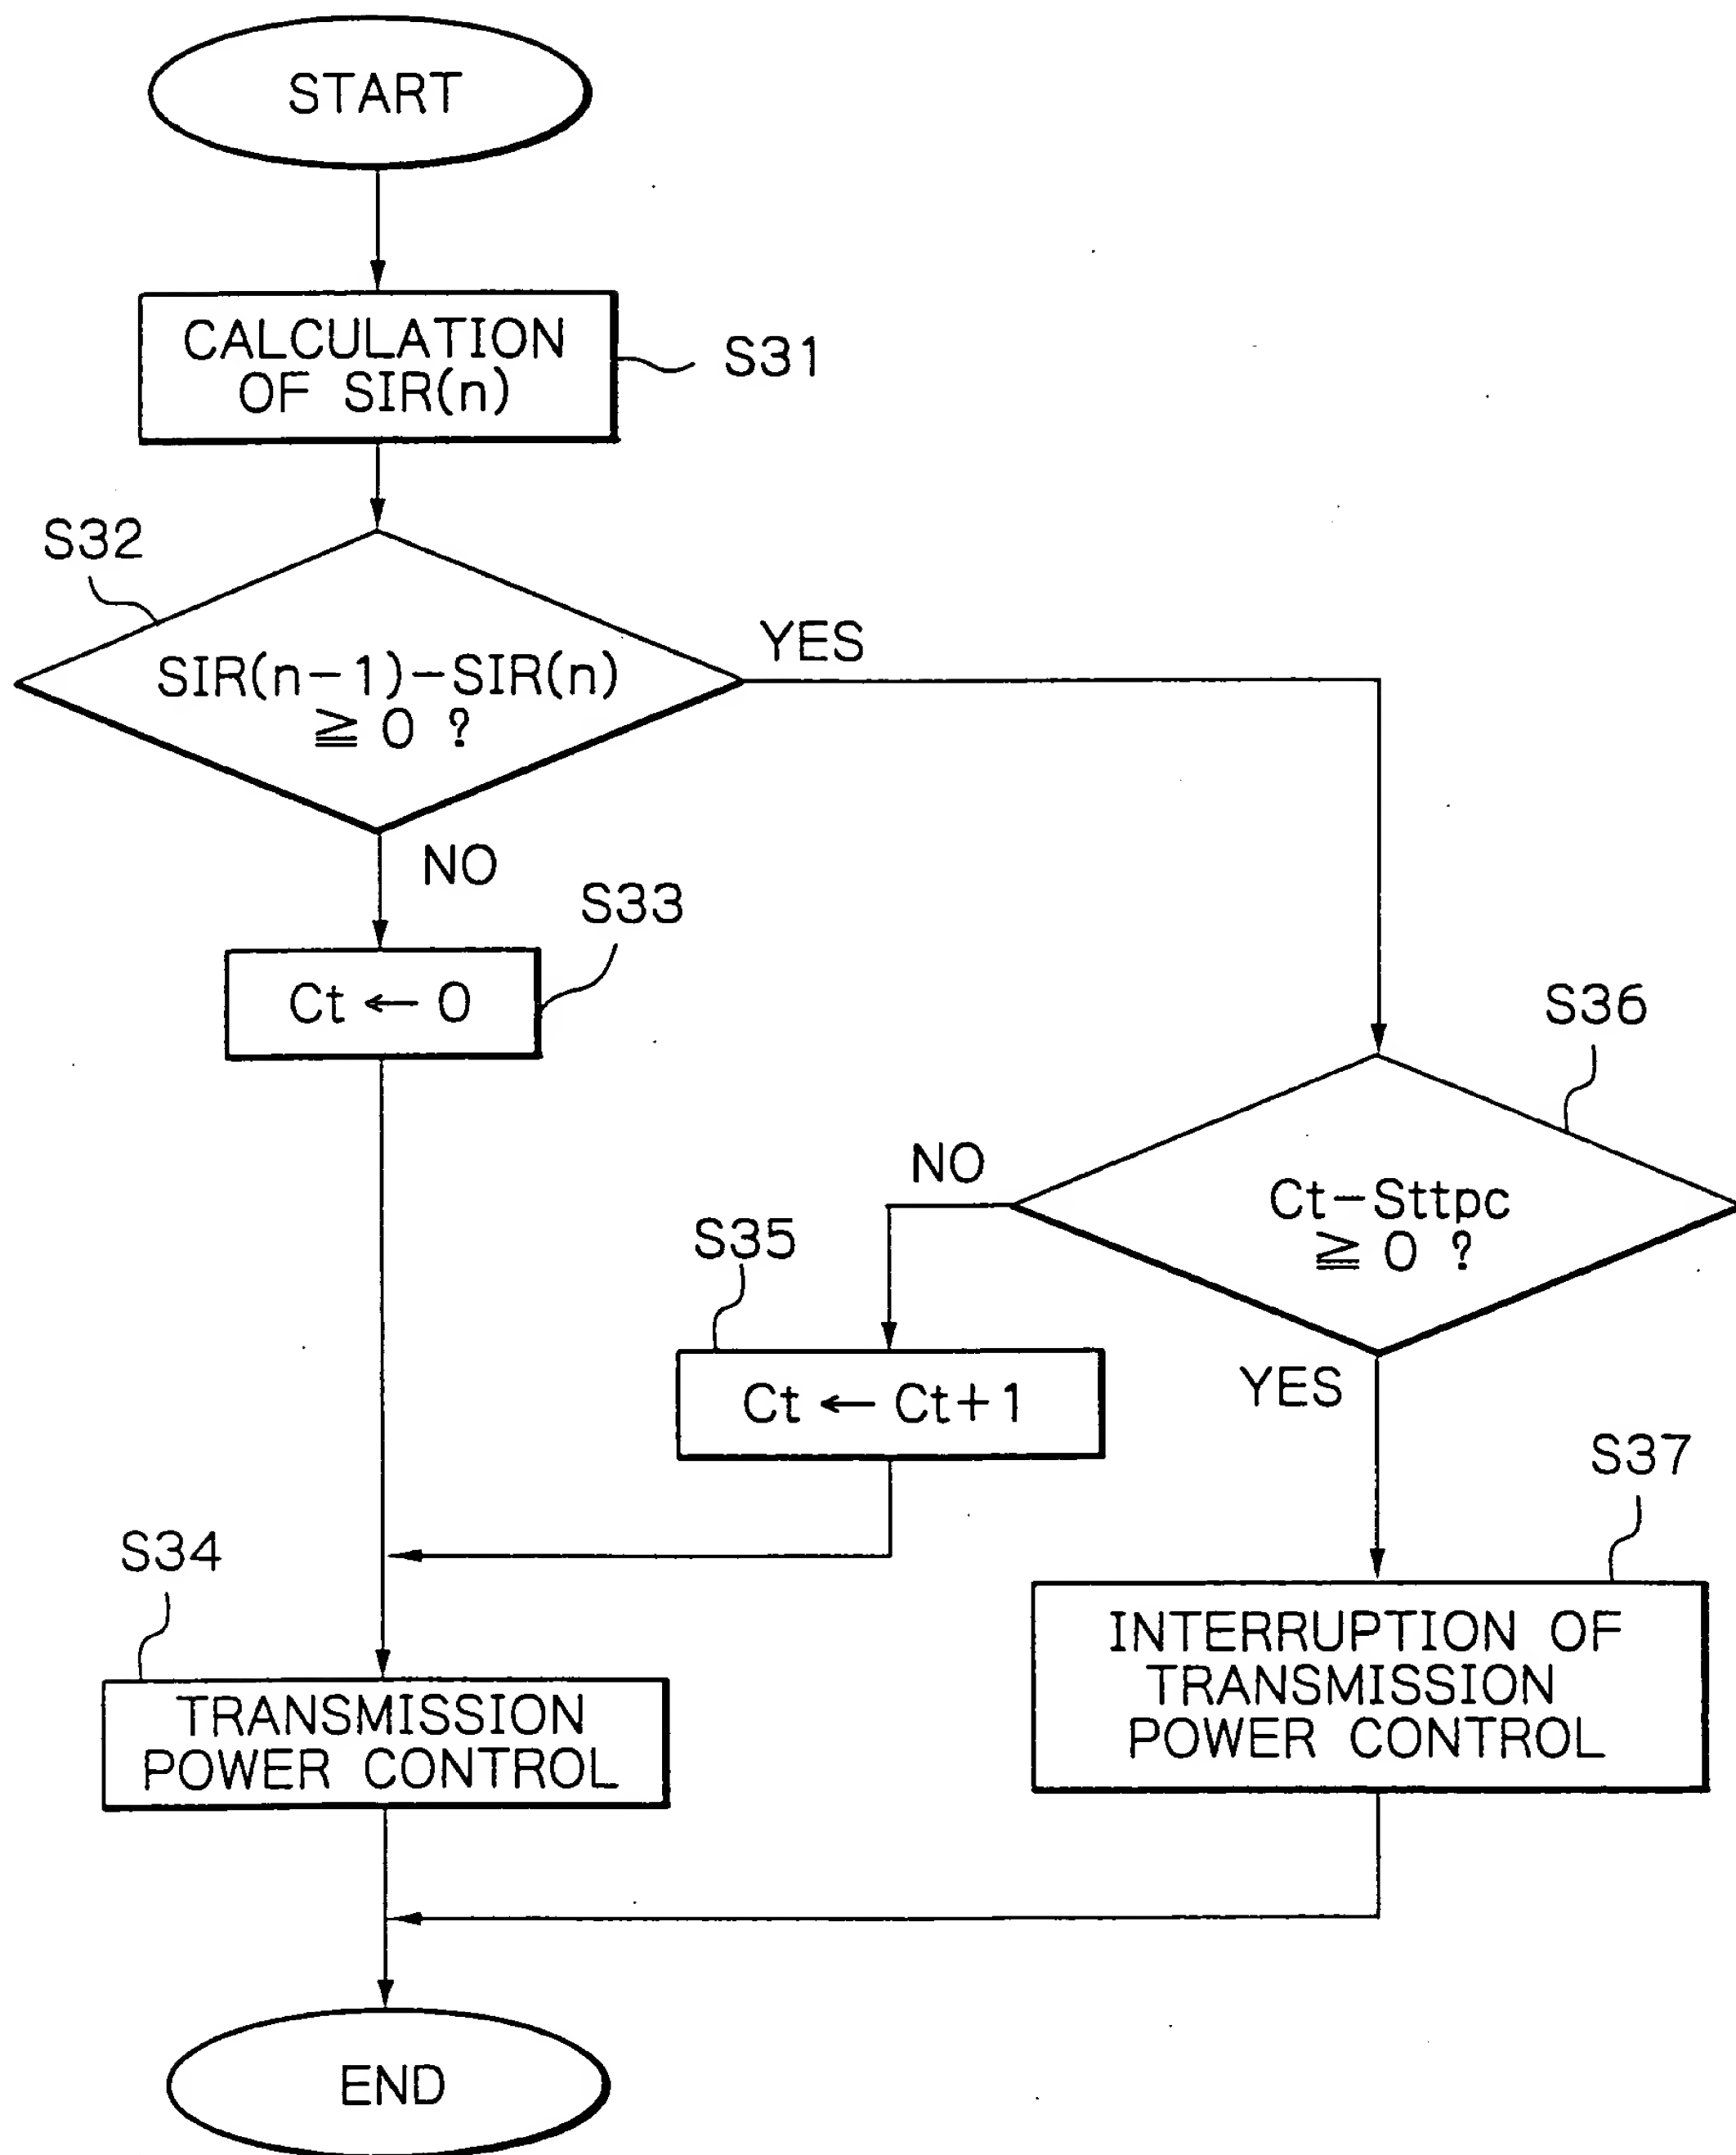 START
CALCULATION
OF SIR(n)
S31
S32
SIR(n-1)-SIR(n)
≧ 0 ?
YES
NO
S33
Ct ← 0
S36
Ct-Sttpc
≧ 0 ?
NO
S35
Ct ← Ct+1
YES
S37
INTERRUPTION OF
TRANSMISSION
POWER CONTROL
S34
TRANSMISSION
POWER CONTROL
END